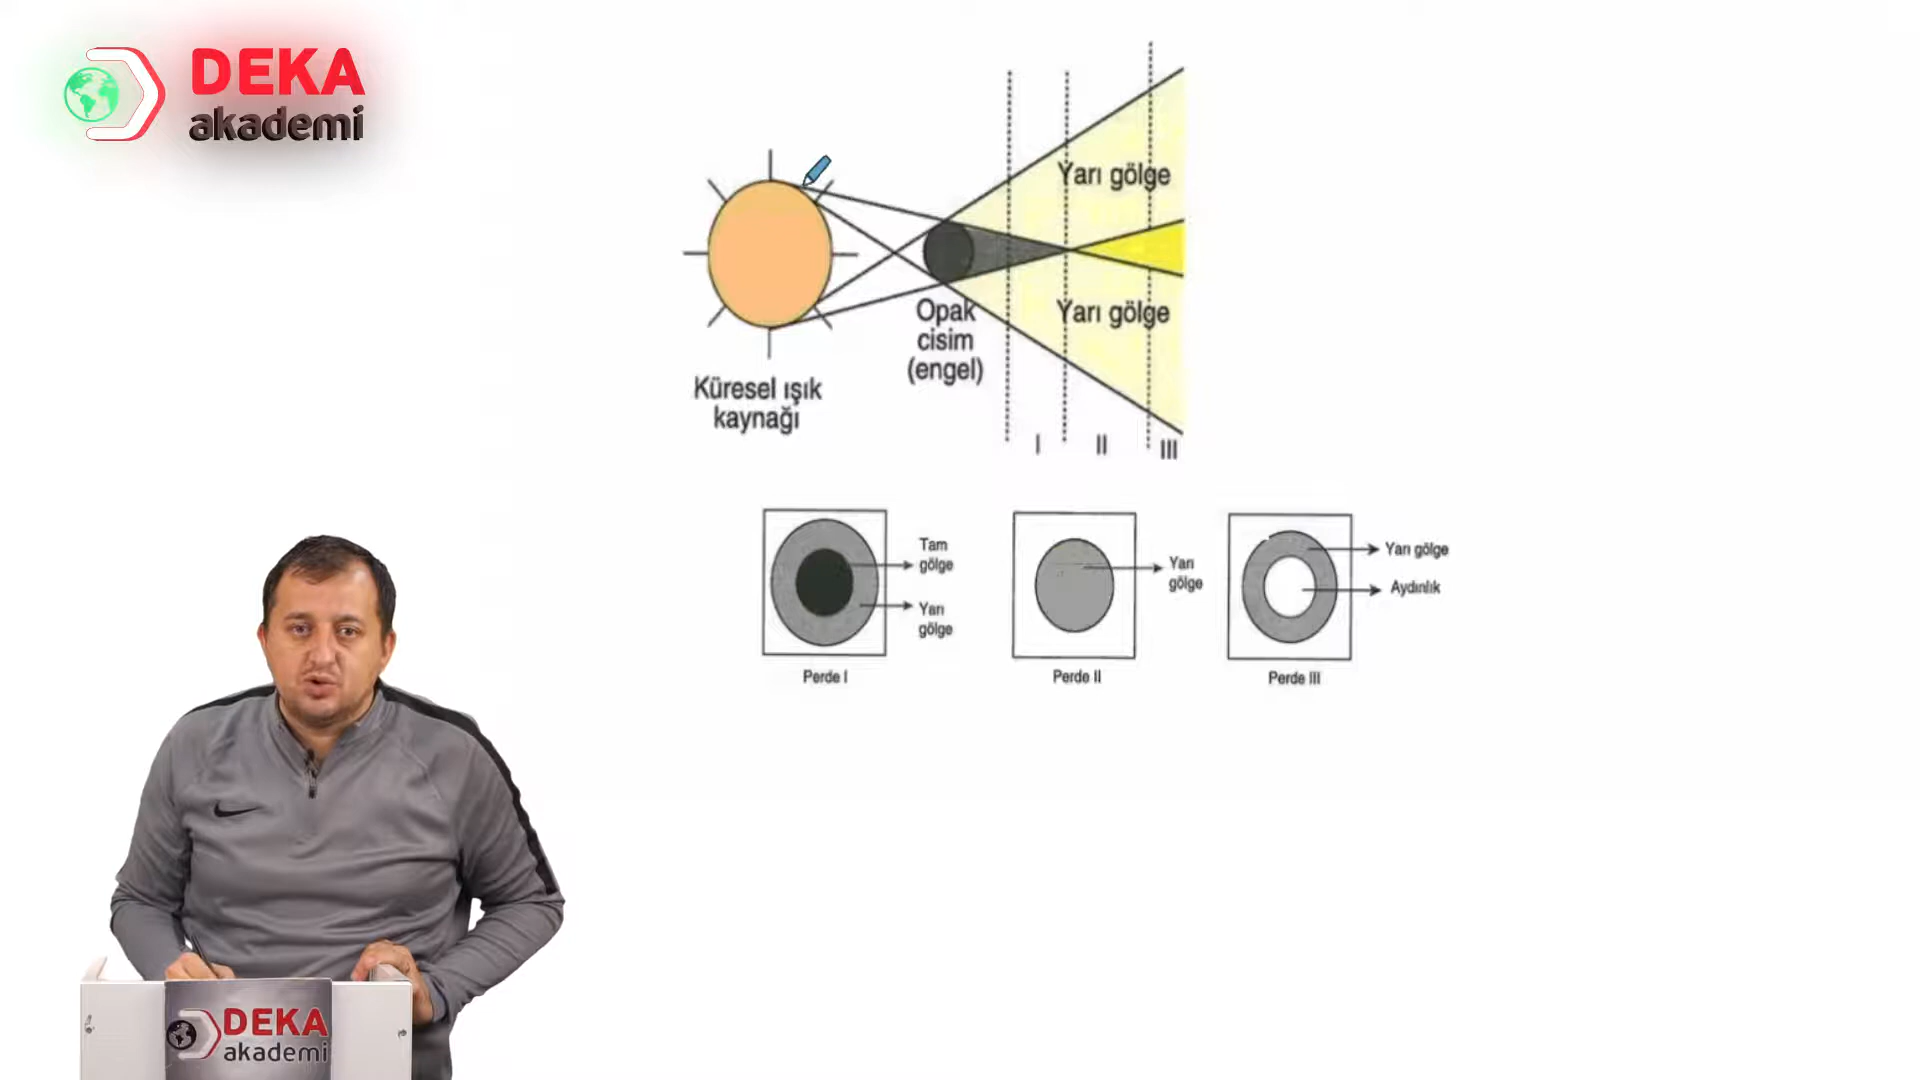 DEKA
akademi
Yarı gölge
Yarı gölge
Opak
cisim
(engel)
Küresel ışık
kaynağı
I
II
III
Tam
gölge
Yarı
gölge
Perde I
Yarı
gölge
Perde II
Yarı gölge
Aydınlık
Perde III
DEKA
akademi